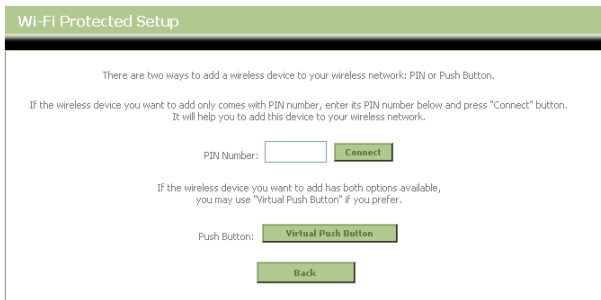 Wi-Fi Protected Setup
There are two ways to add a wireless device to your wireless network: PIN or Push Button.
If the wireless device you want to add only comes with PIN number, enter its PIN number below and press "Connect" button.
It will help you to add this device to your wireless network.
PIN Number: Connect
If the wireless device you want to add has both options available,
you may use "Virtual Push Button" if you prefer.
Push Button: Virtual Push Button
Back